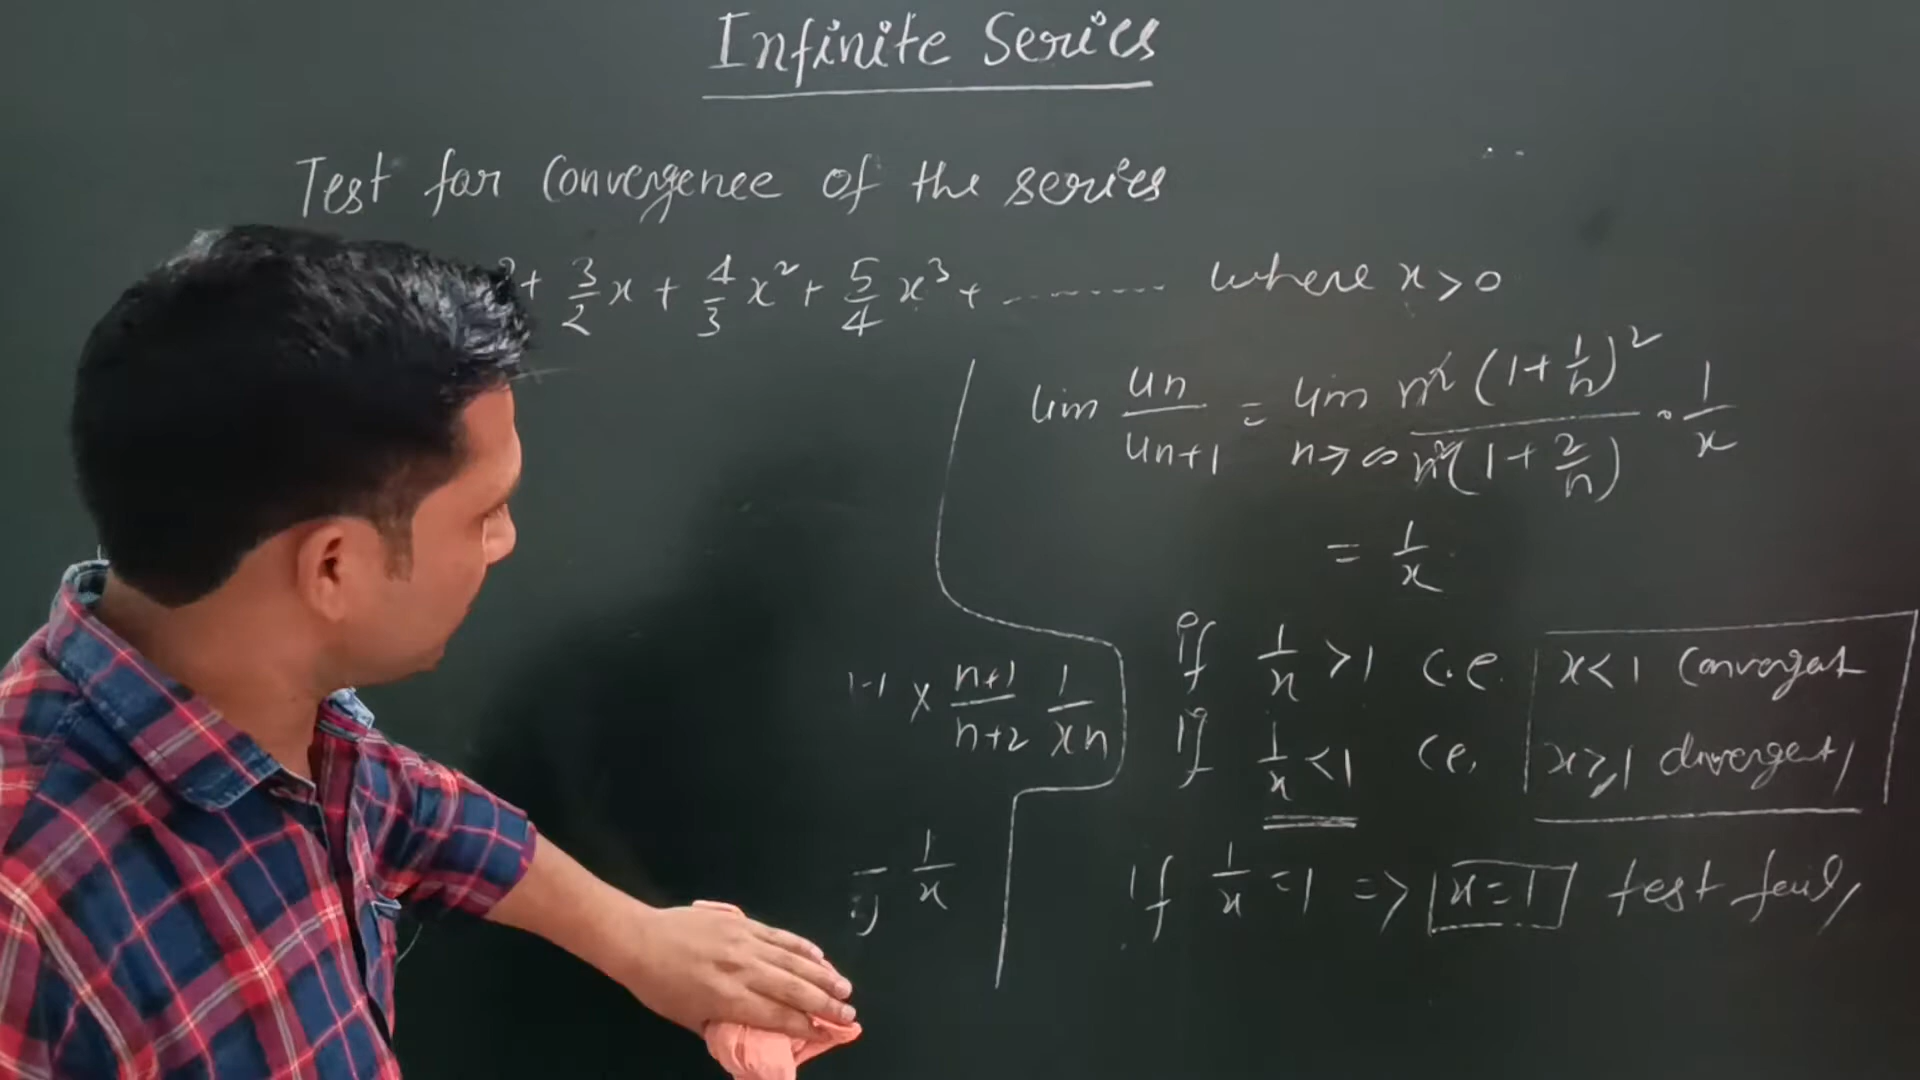 Infinite Series
Test for Convergence of the series
+ 3/2 x + 4/3 x² + 5/4 x³ + ......... where x>0
lim un/un+1 = lim n→∞ n²(1+1/n)²/n²(1+2/n) · 1/x
= 1/x
if 1/x >1 i.e. x<1 Convergent
If 1/x <1 i.e. x≥1 divergent
if 1/x =1 => x=1 test fail
× n+1/n+2 1/xn
1/x